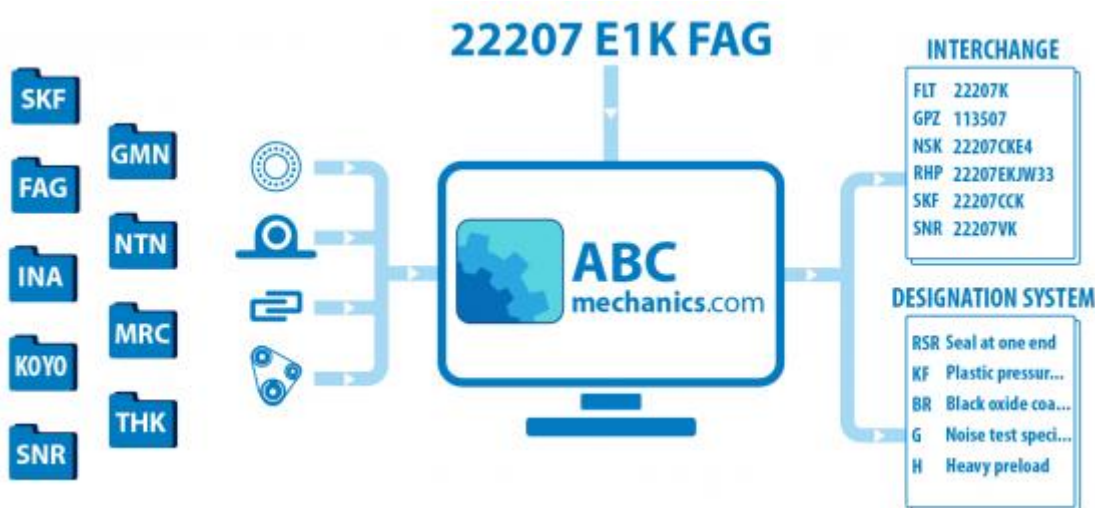 22207 E1K FAG
SKF
GMN
FAG
NTN
INA
MRC
KOYO
THK
SNR
ABC
mechanics.com
INTERCHANGE
FLT 22207K
GPZ 113507
NSK 22207CKE4
RHP 22207EKJW33
SKF 22207CCK
SNR 22207VK
DESIGNATION SYSTEM
RSR Seal at one end
KF Plastic pressur...
BR Black oxide coa...
G Noise test speci...
H Heavy preload